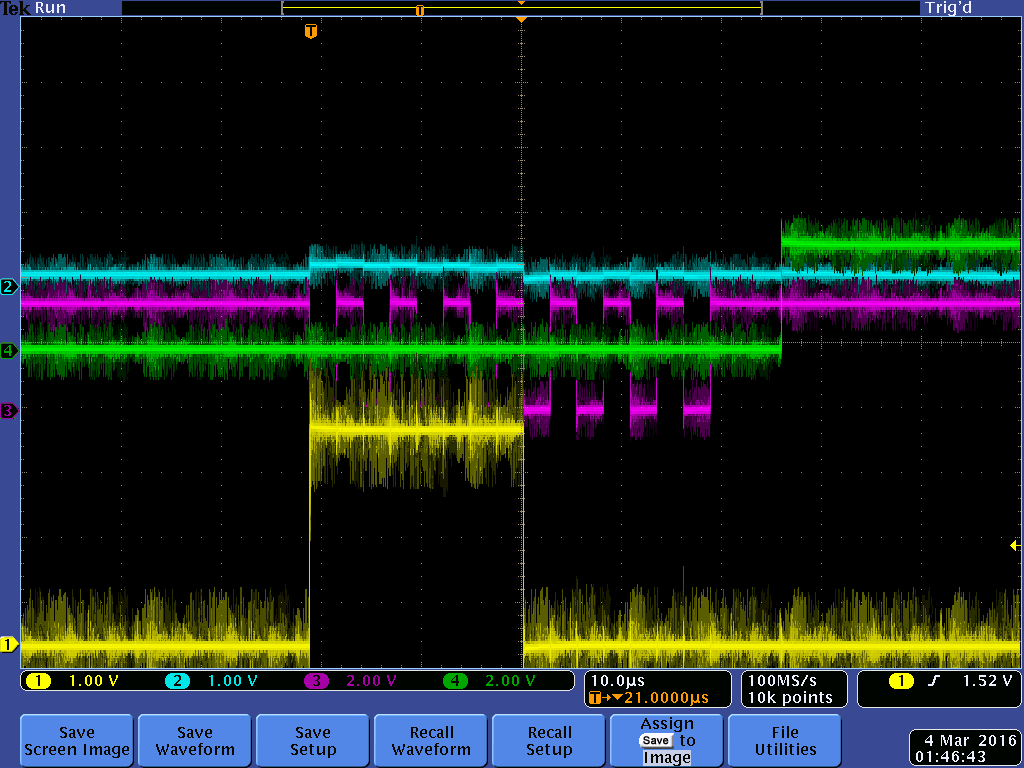 Tek Run Trig'd
T
T
2
4
3
1
1 1.00 V 2 1.00 V 3 2.00 V 4 2.00 V
10.0µs
T→▼21.0000µs
100MS/s
10k points
1 1.52 V
Save
Screen Image
Save
Waveform
Save
Setup
Recall
Waveform
Recall
Setup
Assign
Save to
Image
File
Utilities
4 Mar 2016
01:46:43